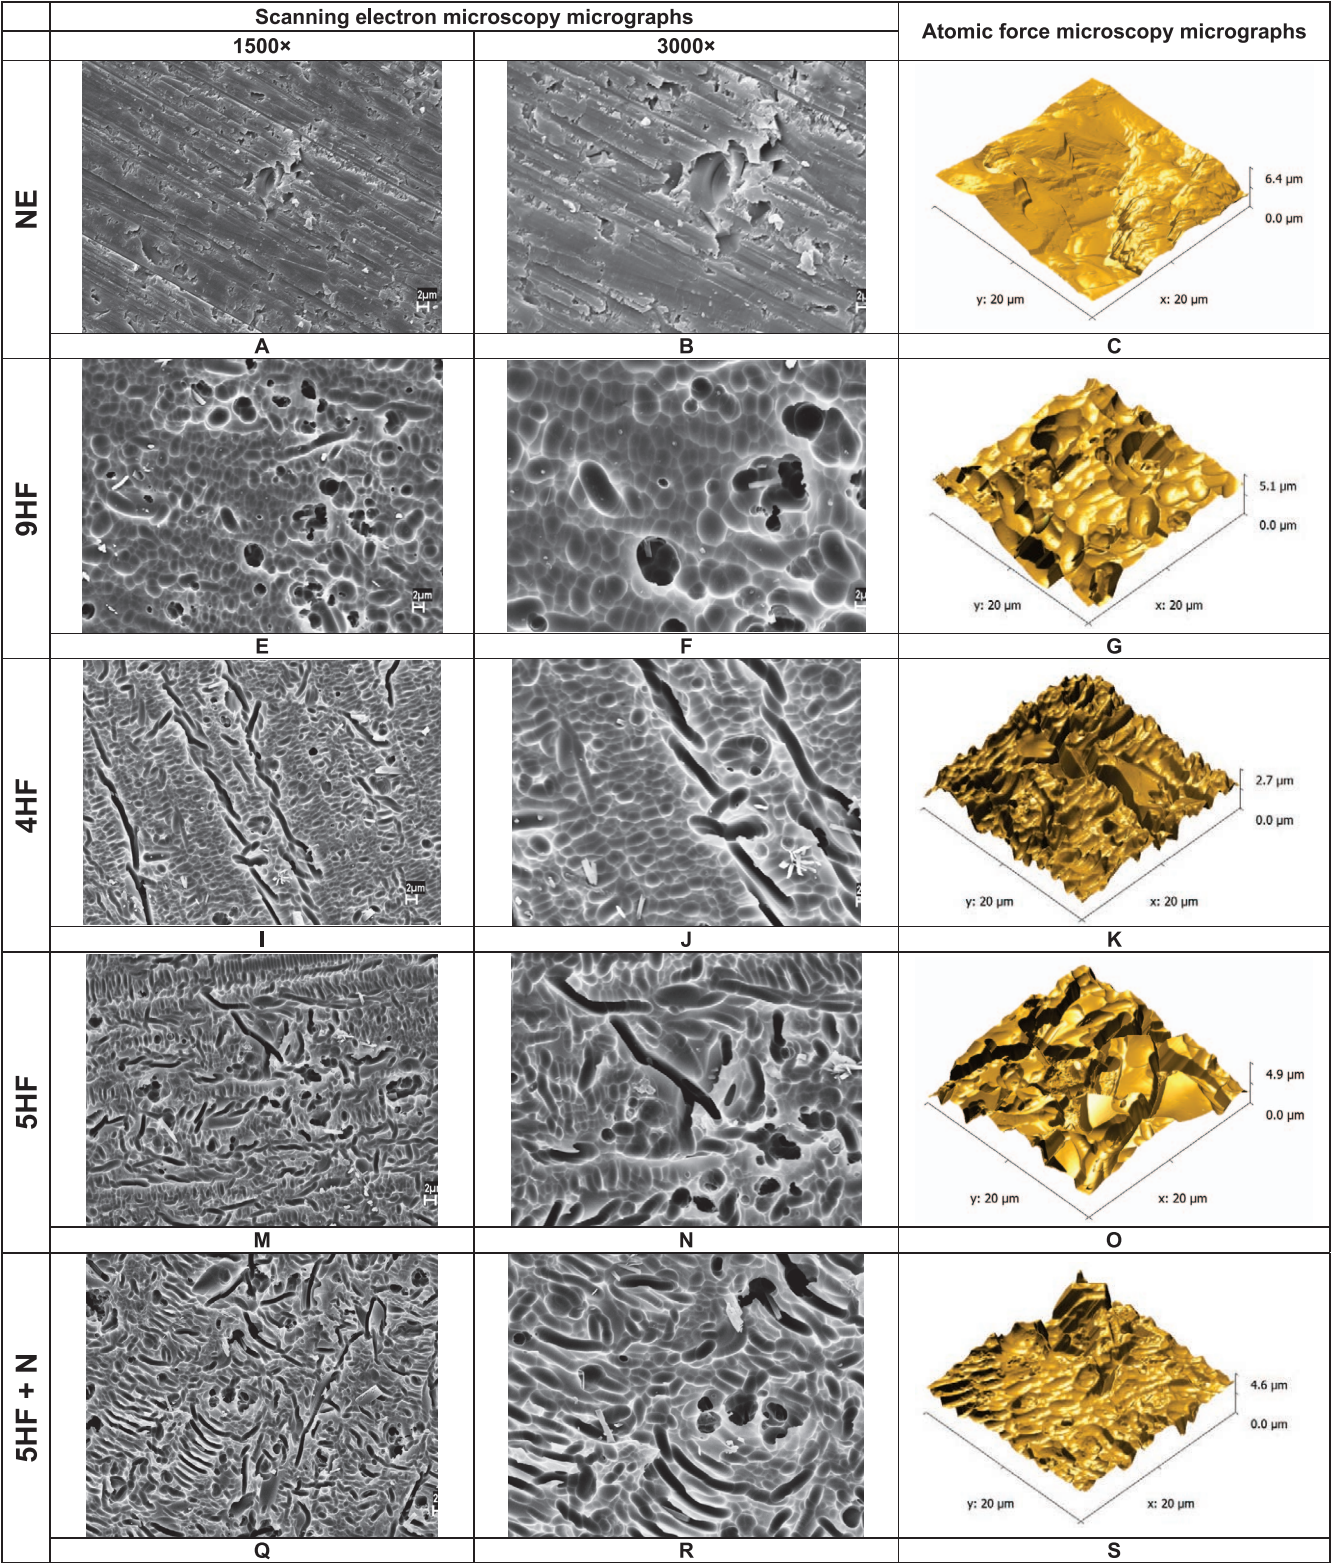 Scanning electron microscopy micrographs
Atomic force microscopy micrographs
1500×
3000×
NE
2µm
6.4 µm
0.0 µm
y: 20 µm
x: 20 µm
A
B
C
9HF
2µm
5.1 µm
0.0 µm
y: 20 µm
x: 20 µm
E
F
G
4HF
2µm
2.7 µm
0.0 µm
y: 20 µm
x: 20 µm
I
J
K
5HF
4.9 µm
0.0 µm
y: 20 µm
x: 20 µm
M
N
O
5HF + N
4.6 µm
0.0 µm
y: 20 µm
x: 20 µm
Q
R
S